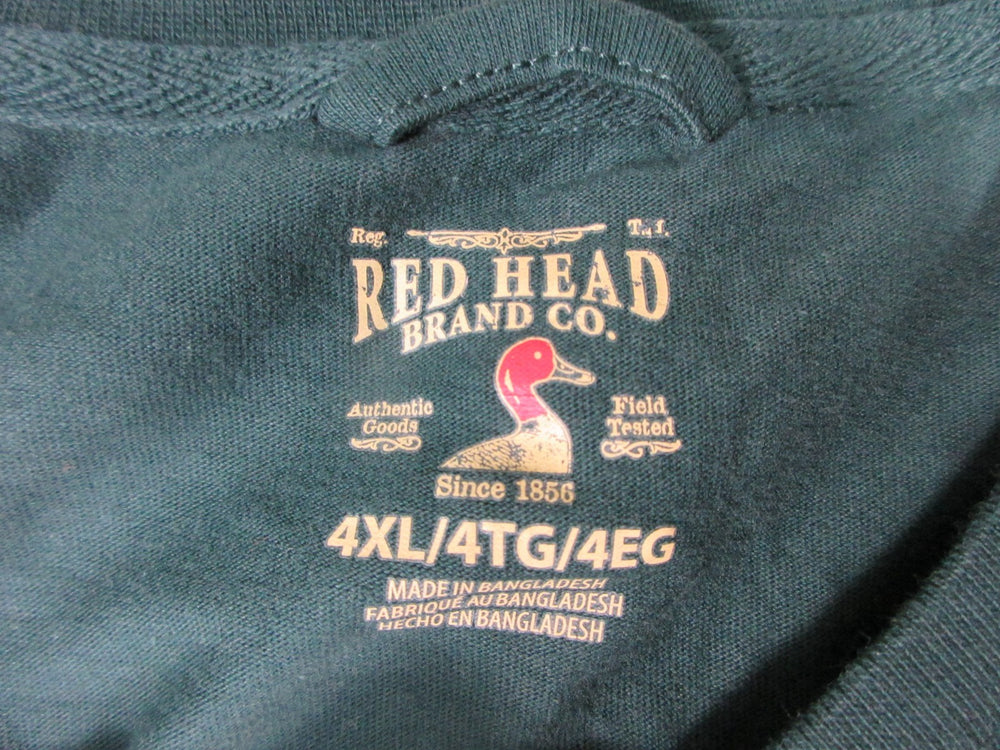 Reg.
RED HEAD
BRAND CO.
Authentic
Goods
Field
Tested
Since 1856
4XL/4TG/4EG
MADE IN BANGLADESH
FABRIQUÉ AU BANGLADESH
HECHO EN BANGLADESH